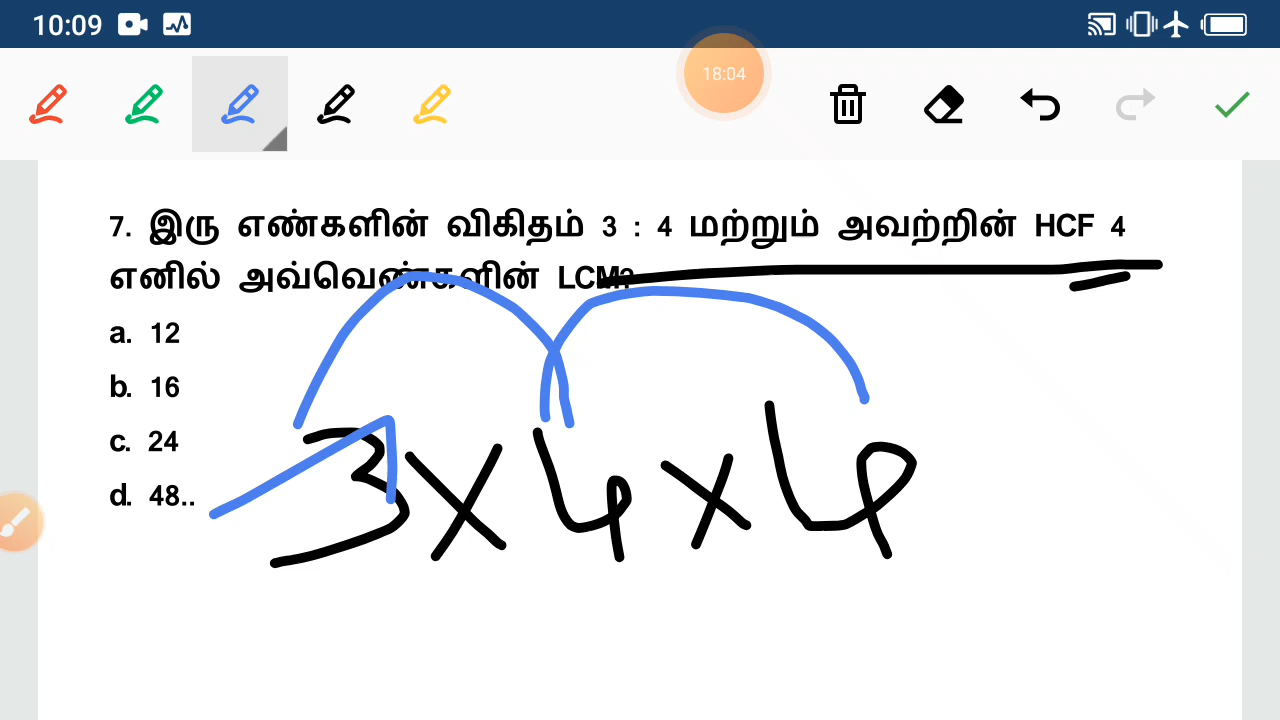 10:09
18:04
7. இரு எண்களின் விகிதம் 3 : 4 மற்றும் அவற்றின் HCF 4
எனில் அவ்வெண்களின் LCM?
a. 12
b. 16
c. 24
d. 48..
3 x 4 x 4